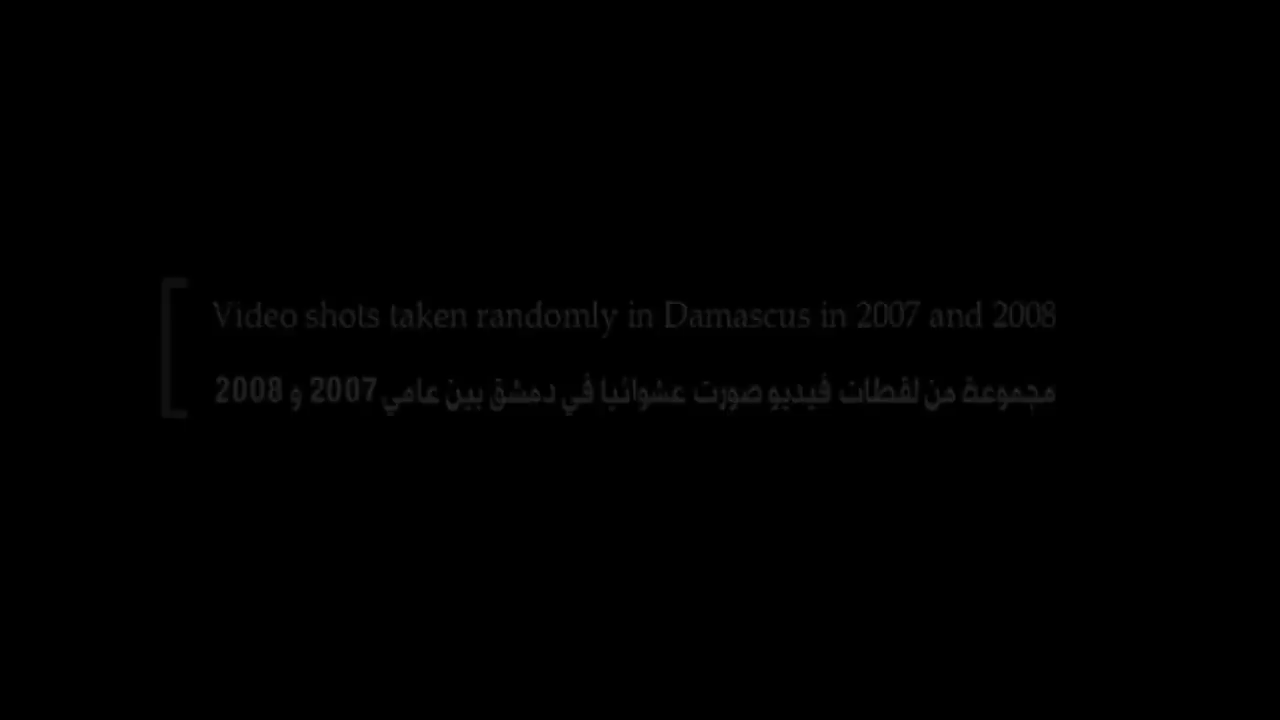 Video shots taken randomly in Damascus in 2007 and 2008
مجموعة من لقطات فيديو صورت عشوائيا في دمشق بين عامي 2007 و 2008